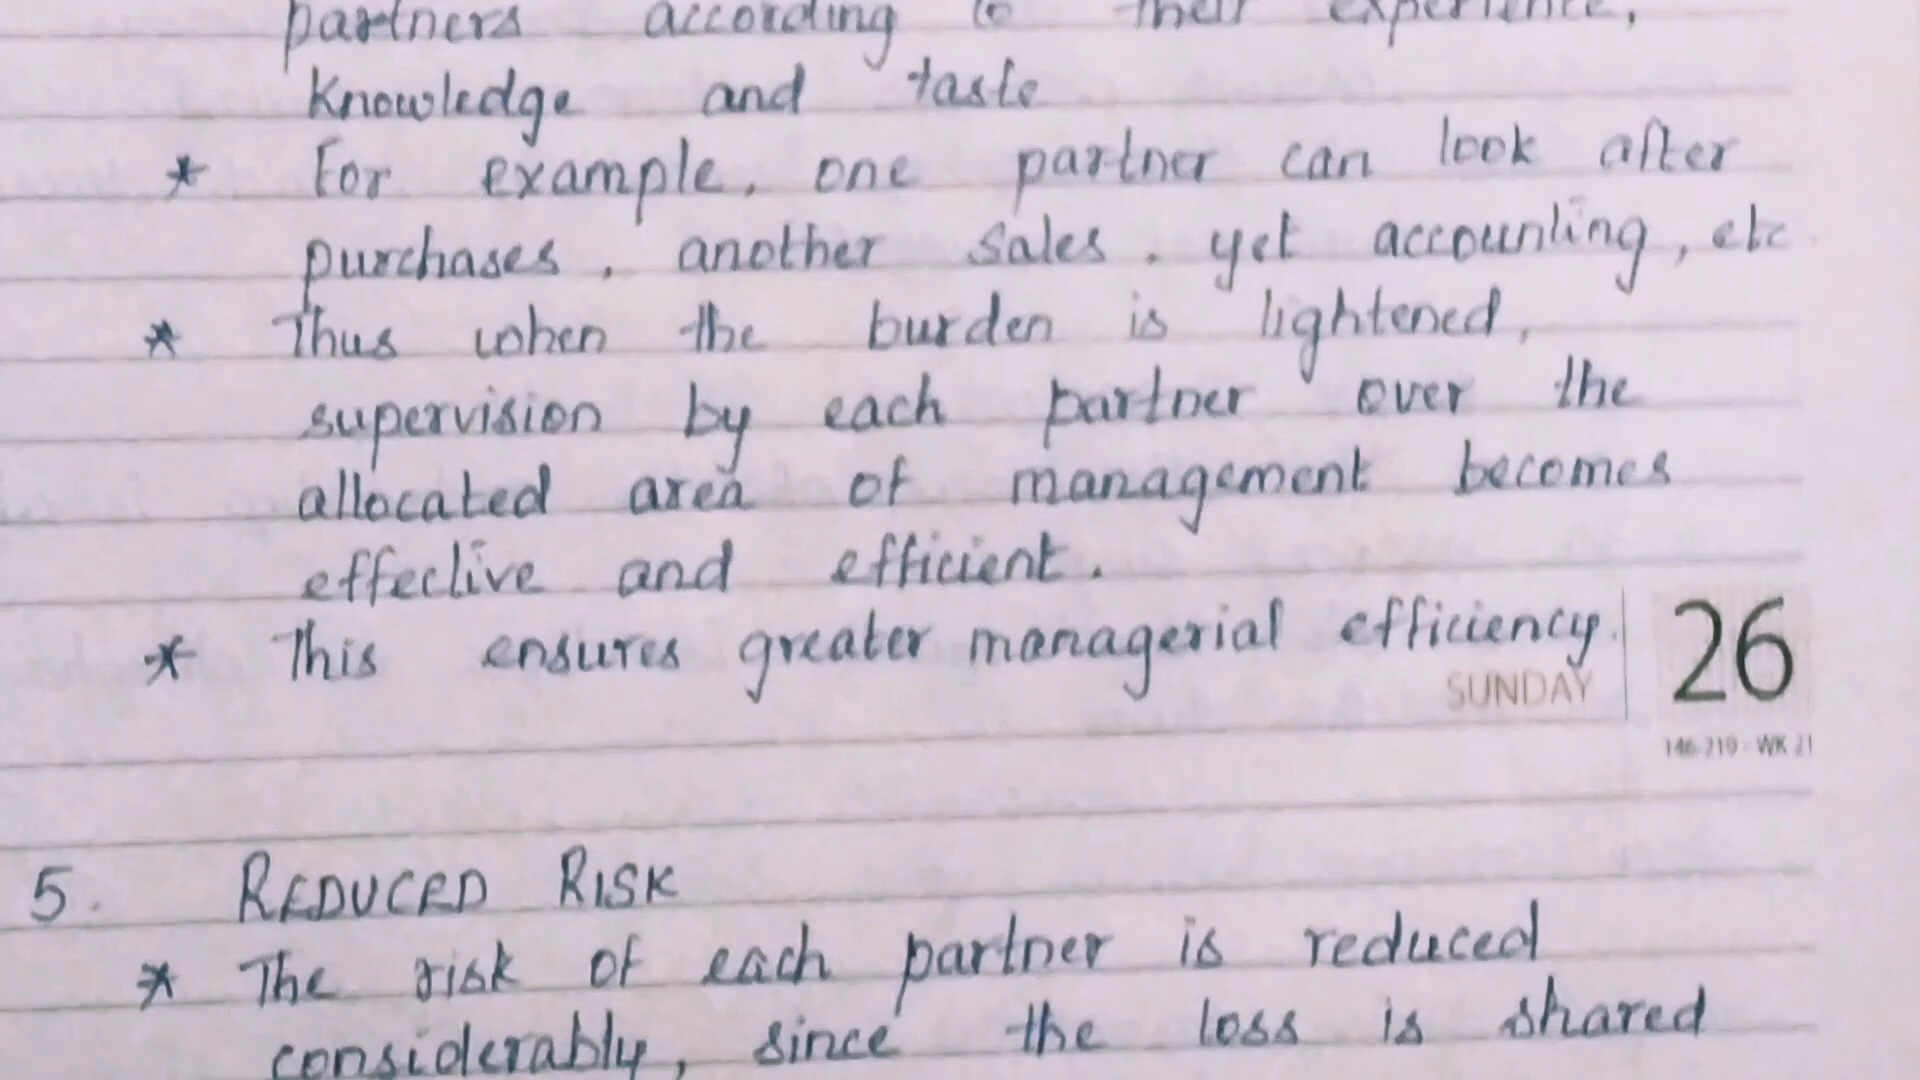 partners according to their experience,
knowledge and taste
* For example, one partner can look after
purchases, another sales, yet accounting, etc.
* Thus when the burden is lightened,
supervision by each partner over the
allocated area of management becomes
effective and efficient.
* This ensures greater managerial efficiency.
SUNDAY
26
146-219 - WK 21
5. REDUCED RISK
* The risk of each partner is reduced
considerably, since the loss is shared